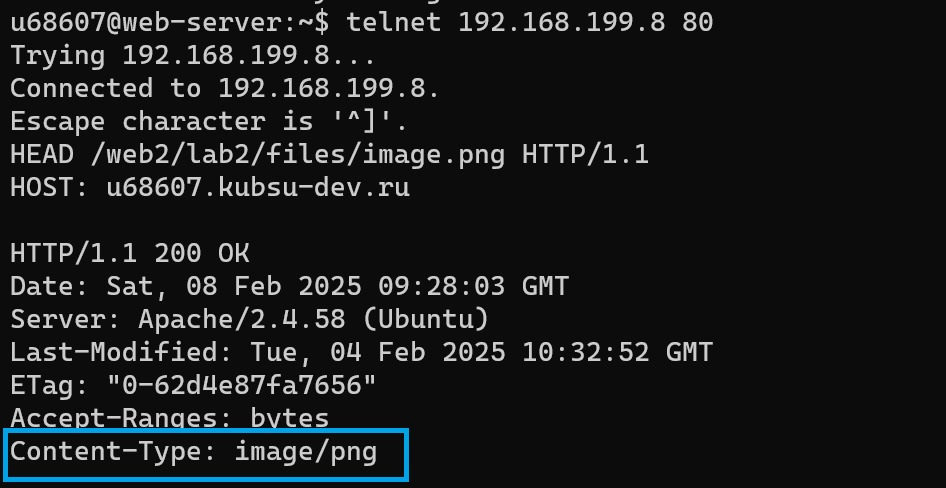 u68607@web-server:~$ telnet 192.168.199.8 80
Trying 192.168.199.8...
Connected to 192.168.199.8.
Escape character is '^]'.
HEAD /web2/lab2/files/image.png HTTP/1.1
HOST: u68607.kubsu-dev.ru

HTTP/1.1 200 OK
Date: Sat, 08 Feb 2025 09:28:03 GMT
Server: Apache/2.4.58 (Ubuntu)
Last-Modified: Tue, 04 Feb 2025 10:32:52 GMT
ETag: "0-62d4e87fa7656"
Accept-Ranges: bytes
Content-Type: image/png